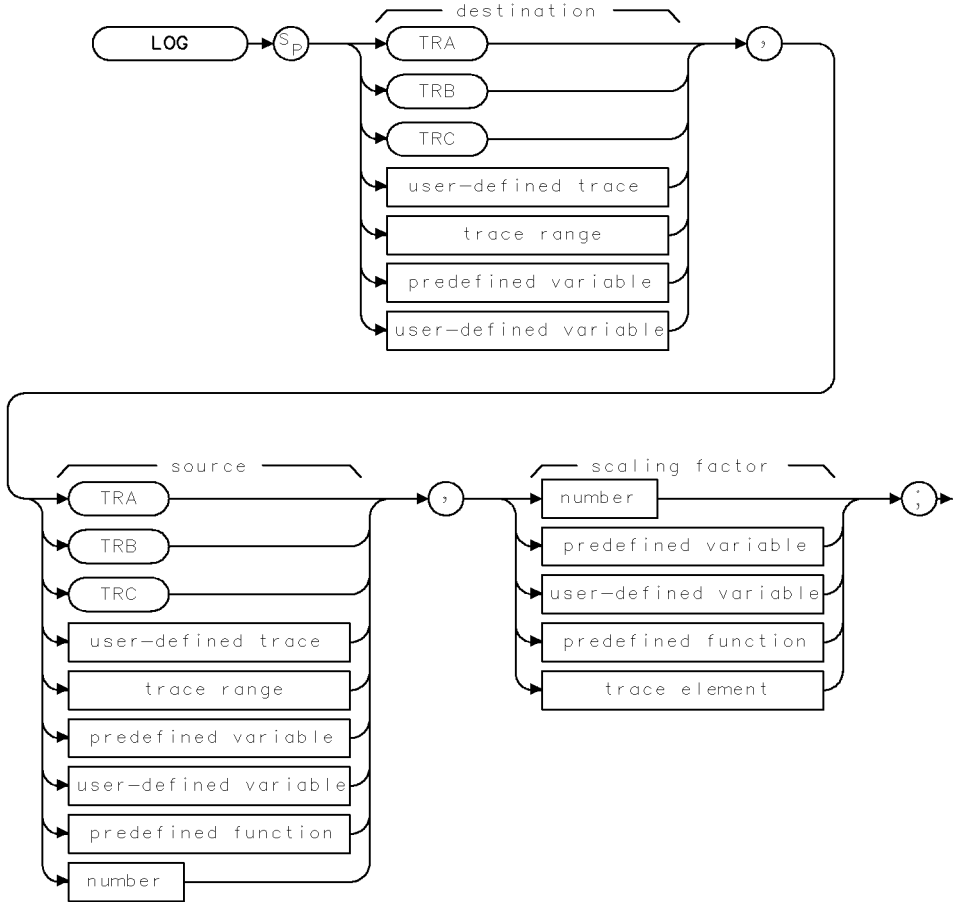 destination
LOG SP TRA ,
TRB
TRC
user-defined trace
trace range
predefined variable
user-defined variable
source scaling factor
TRA , number ;
TRB predefined variable
TRC user-defined variable
user-defined trace predefined function
trace range trace element
predefined variable
user-defined variable
predefined function
number